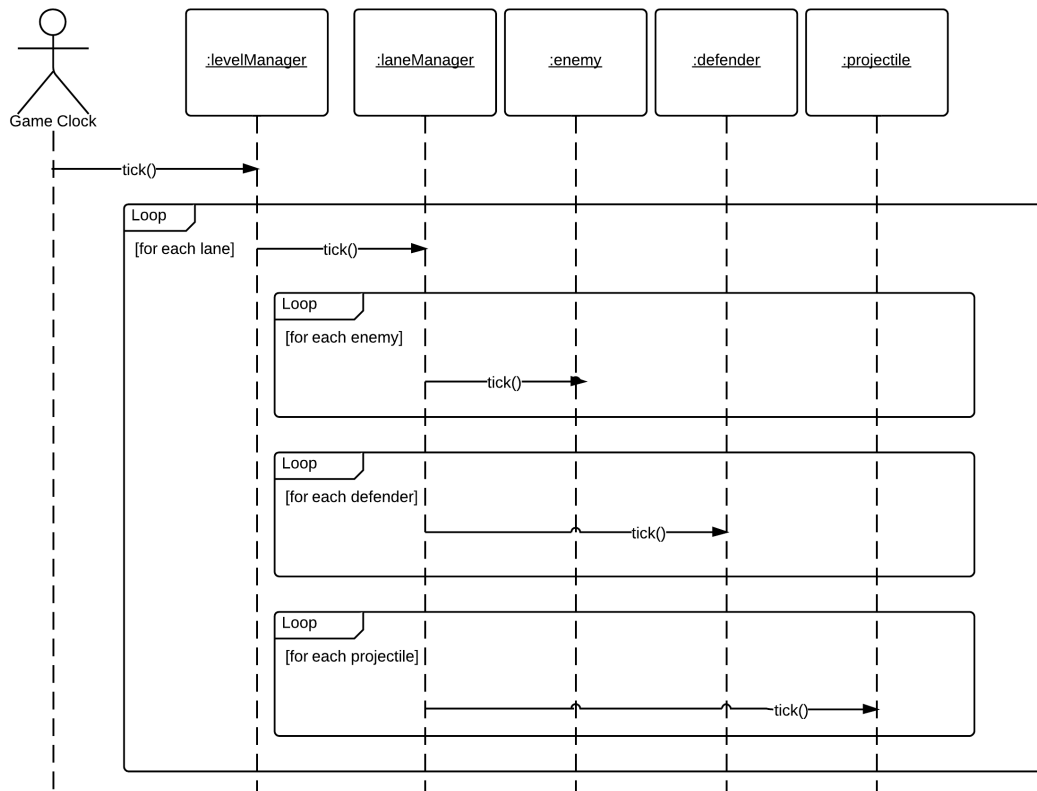 :levelManager
:laneManager
:enemy
:defender
:projectile
Game Clock
tick()
Loop
[for each lane]
tick()
Loop
[for each enemy]
tick()
Loop
[for each defender]
tick()
Loop
[for each projectile]
tick()